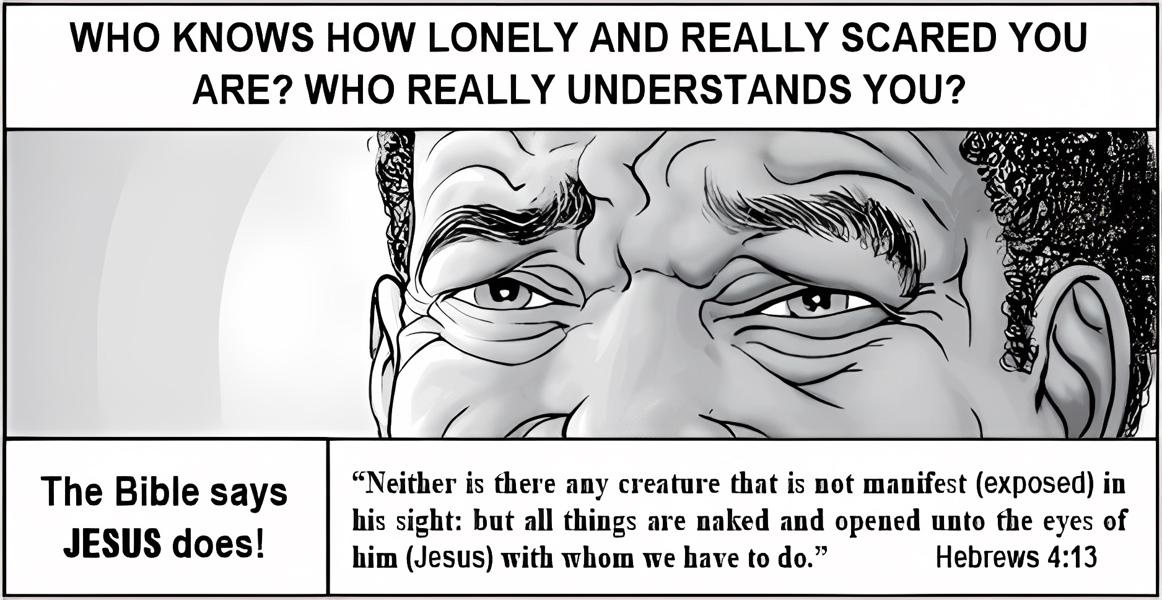 WHO KNOWS HOW LONELY AND REALLY SCARED YOU
ARE? WHO REALLY UNDERSTANDS YOU?
The Bible says
JESUS does!
“Neither is there any creature that is not manifest (exposed) in
his sight: but all things are naked and opened unto the eyes of
him (Jesus) with whom we have to do.” Hebrews 4:13